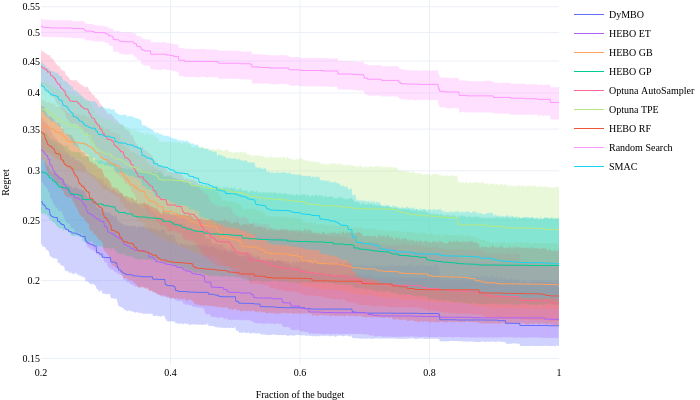 0.55
0.5
0.45
0.4
0.35
0.3
0.25
0.2
0.15
Regret
0.2
0.4
0.6
0.8
1
Fraction of the budget
DyMBO
HEBO ET
HEBO GB
HEBO GP
Optuna AutoSampler
Optuna TPE
HEBO RF
Random Search
SMAC